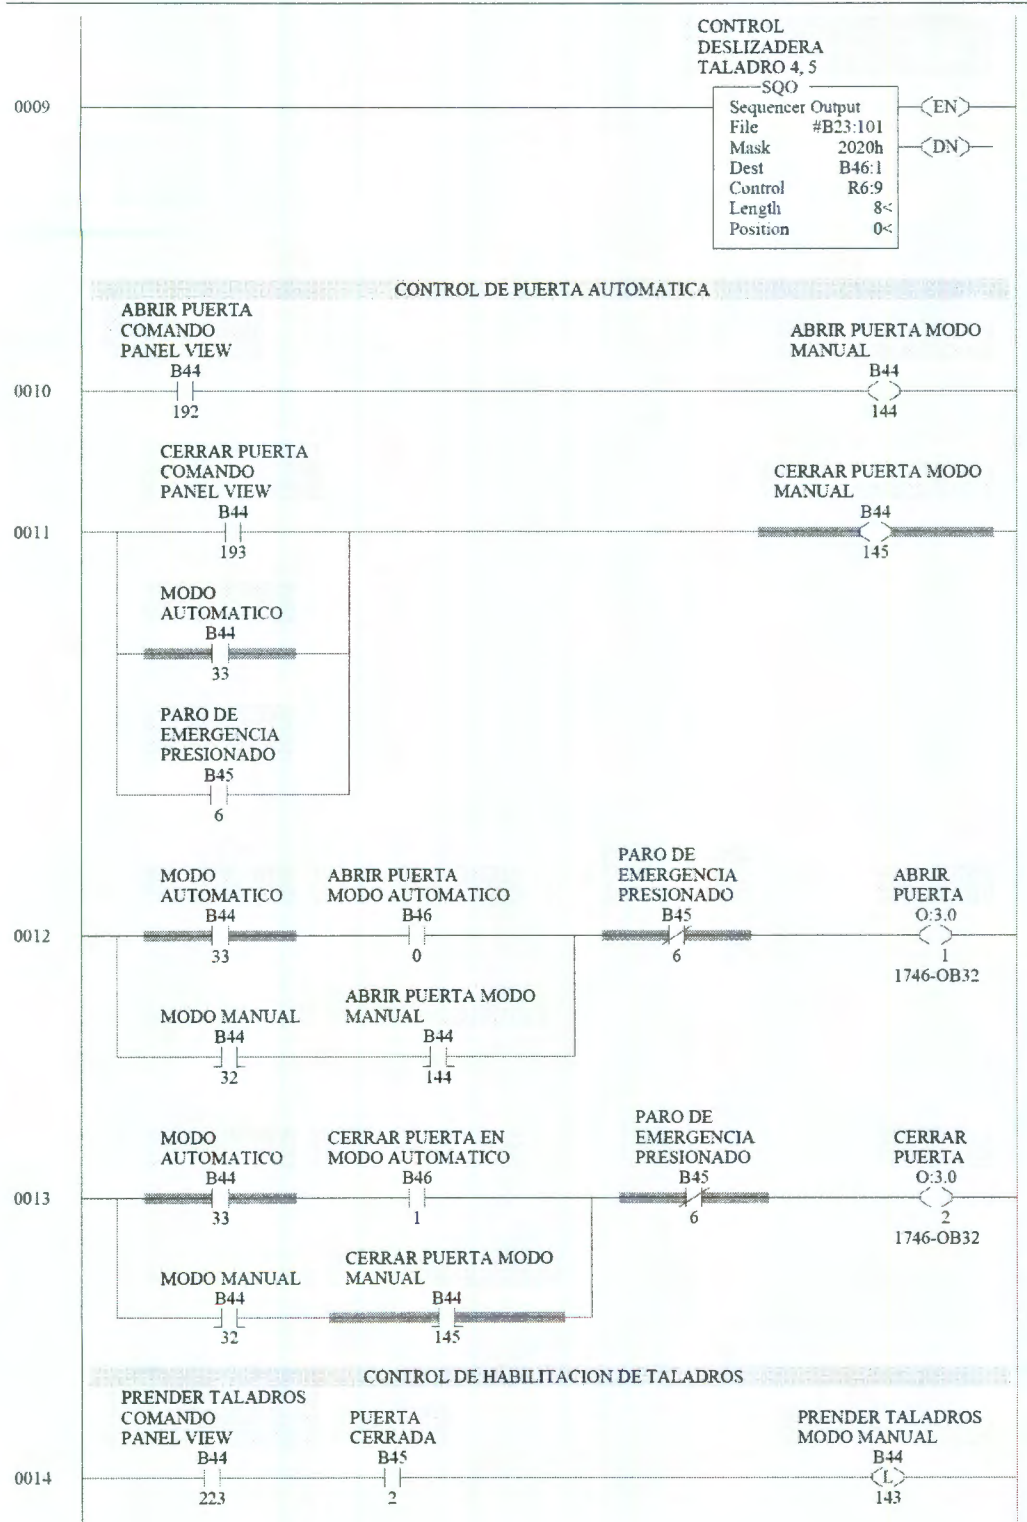 CONTROL
DESLIZADERA
TALADRO 4, 5
SQO
0009
Sequencer Output
File #B23:101
Mask 2020h
Dest B46:1
Control R6:9
Length 8<
Position 0<
EN
DN
CONTROL DE PUERTA AUTOMATICA
ABRIR PUERTA
COMANDO
PANEL VIEW
B44
192
ABRIR PUERTA MODO
MANUAL
B44
144
0010
CERRAR PUERTA
COMANDO
PANEL VIEW
B44
193
CERRAR PUERTA MODO
MANUAL
B44
145
0011
MODO
AUTOMATICO
B44
33
PARO DE
EMERGENCIA
PRESIONADO
B45
6
0012
MODO
AUTOMATICO
B44
33
ABRIR PUERTA
MODO AUTOMATICO
B46
0
PARO DE
EMERGENCIA
PRESIONADO
B45
6
ABRIR
PUERTA
O:3.0
1
1746-OB32
MODO MANUAL
B44
32
ABRIR PUERTA MODO
MANUAL
B44
144
0013
MODO
AUTOMATICO
B44
33
CERRAR PUERTA EN
MODO AUTOMATICO
B46
1
PARO DE
EMERGENCIA
PRESIONADO
B45
6
CERRAR
PUERTA
O:3.0
2
1746-OB32
MODO MANUAL
B44
32
CERRAR PUERTA MODO
MANUAL
B44
145
CONTROL DE HABILITACION DE TALADROS
0014
PRENDER TALADROS
COMANDO
PANEL VIEW
B44
223
PUERTA
CERRADA
B45
2
PRENDER TALADROS
MODO MANUAL
B44
L
143